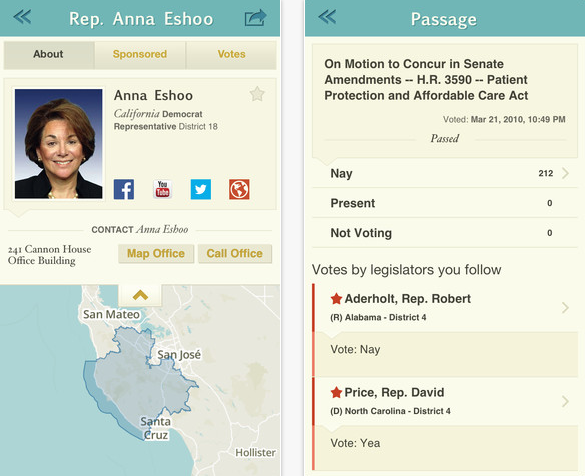 Rep. Anna Eshoo
About
Sponsored
Votes
Anna Eshoo
California Democrat
Representative District 18
You
Tube
CONTACT Anna Eshoo
241 Cannon House
Office Building
Map Office
Call Office
San Mateo
San José
Santa
Cruz
Hollister
Passage
On Motion to Concur in Senate
Amendments -- H.R. 3590 -- Patient
Protection and Affordable Care Act
Voted: Mar 21, 2010, 10:49 PM
Passed
Nay 212
Present 0
Not Voting 0
Votes by legislators you follow
Aderholt, Rep. Robert
(R) Alabama - District 4
Vote: Nay
Price, Rep. David
(D) North Carolina - District 4
Vote: Yea